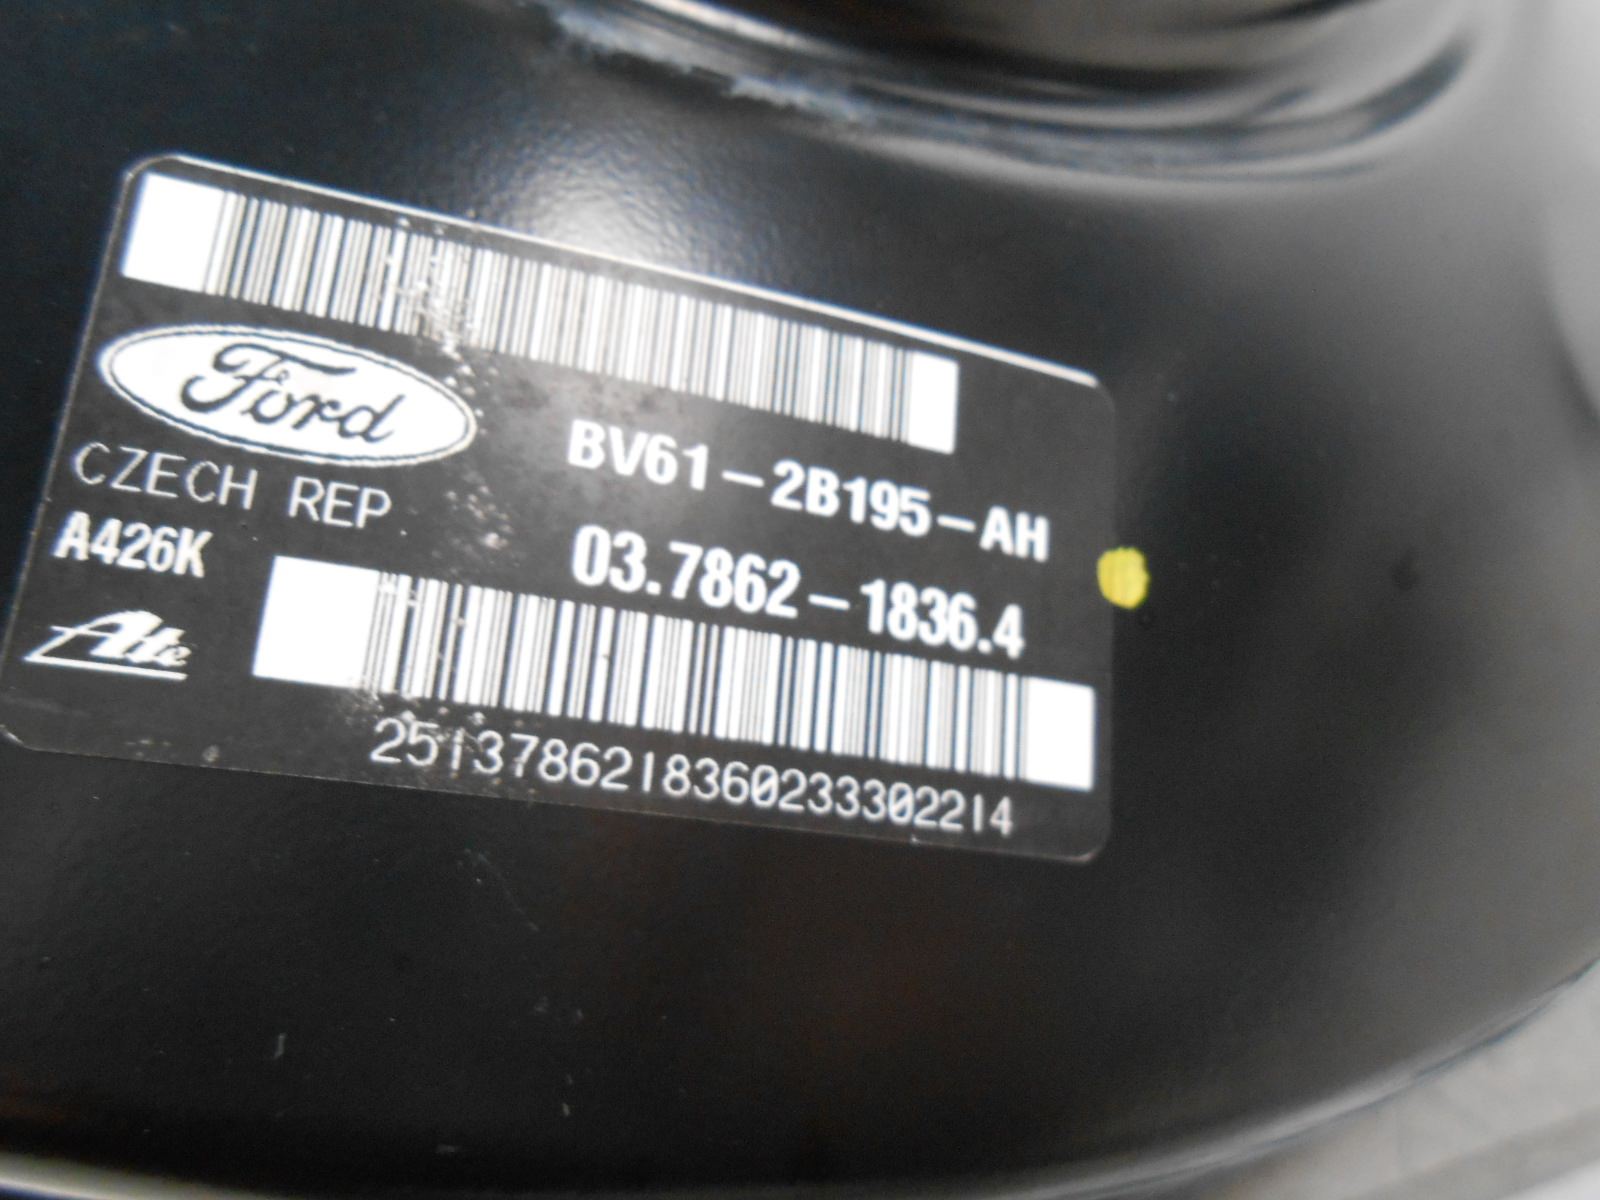 Ford
BV61-2B195-AH
CZECH REP
03.7862-1836.4
A426K
Ate
2513786218360233302214